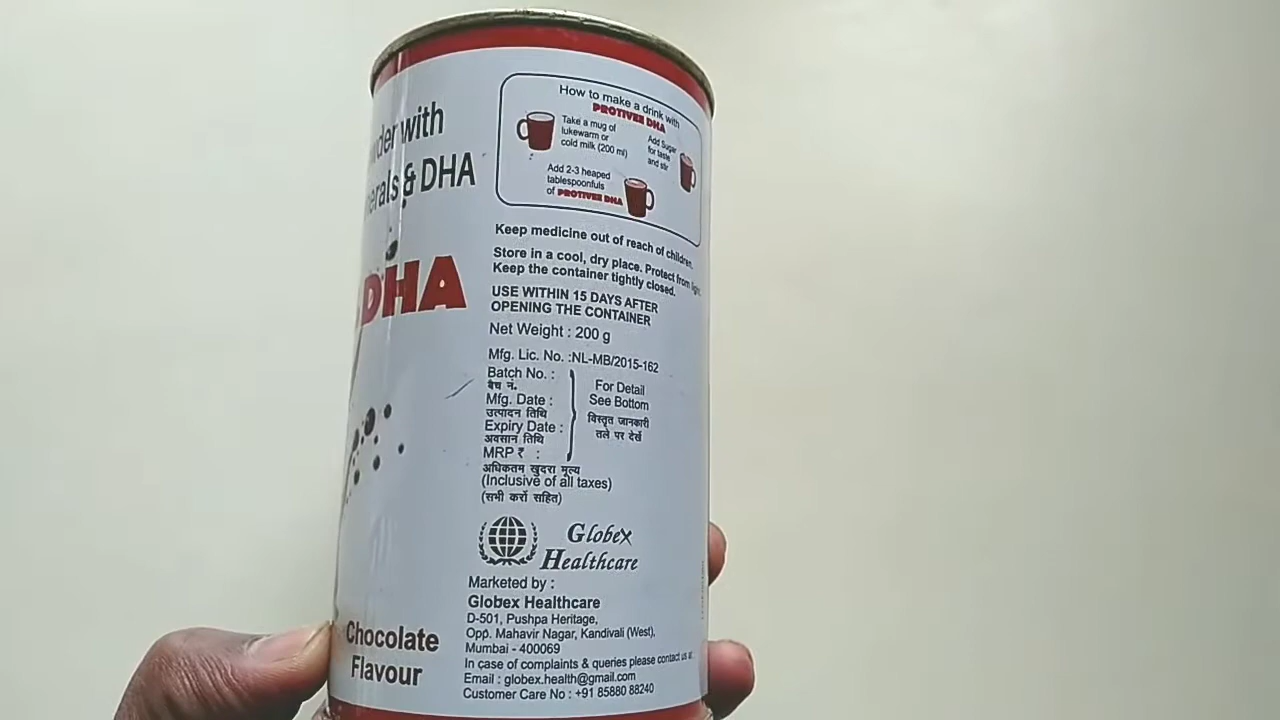 with
& DHA
DHA
Chocolate
Flavour
How to make a drink with
PROTIVEE DHA
Take a mug of
lukewarm or
cold milk (200 ml)
Add Sugar
for taste
and stir
Add 2-3 heaped
tablespoonfuls
of PROTIVEE DHA
Keep medicine out of reach of children.
Store in a cool, dry place. Protect from light.
Keep the container tightly closed.
USE WITHIN 15 DAYS AFTER
OPENING THE CONTAINER
Net Weight : 200 g
Mfg. Lic. No. :NL-MB/2015-162
Batch No. :
बैच नं.
Mfg. Date :
उत्पादन तिथि
Expiry Date :
अवसान तिथि
MRP ₹ :
अधिकतम खुदरा मूल्य
(Inclusive of all taxes)
(सभी करों सहित)
For Detail
See Bottom
विस्तृत जानकारी
तले पर देखें
Globex
Healthcare
Marketed by :
Globex Healthcare
D-501, Pushpa Heritage,
Opp. Mahavir Nagar, Kandivali (West),
Mumbai - 400069
In case of complaints & queries please contact us at :
Email : globex.health@gmail.com
Customer Care No : +91 85880 88240